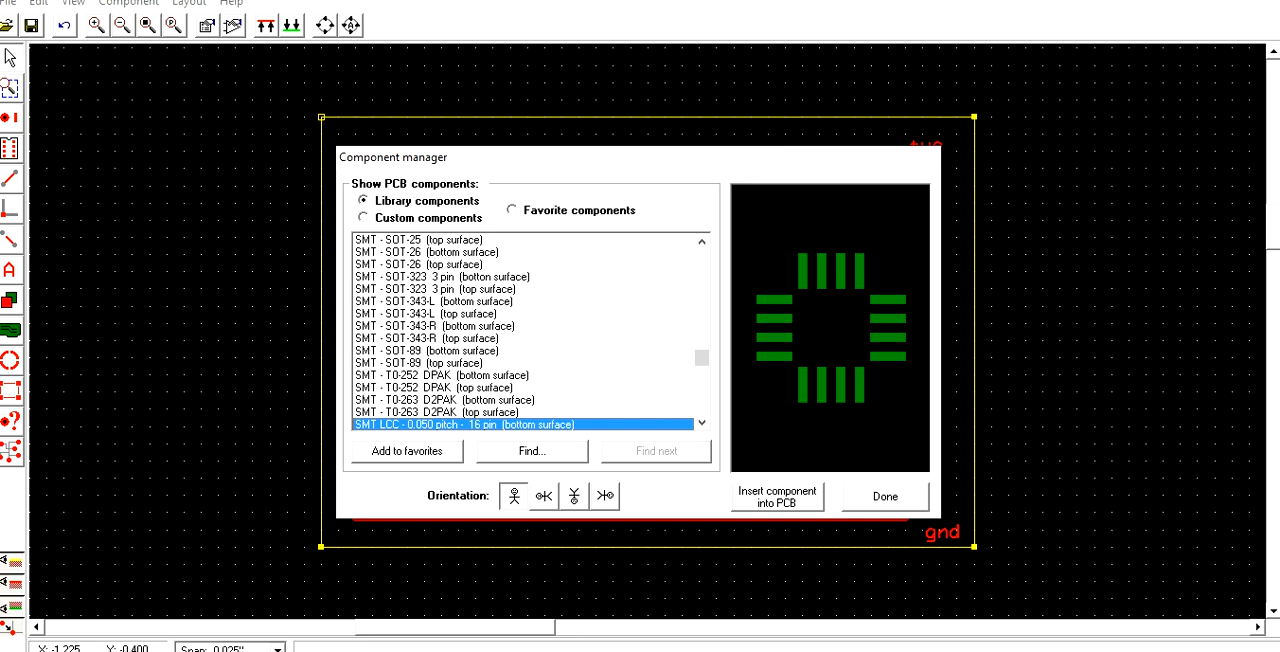 File Edit View Component Layout Help
Component manager
Show PCB components:
Library components
Custom components
Favorite components
SMT - SOT-25 (top surface)
SMT - SOT-26 (bottom surface)
SMT - SOT-26 (top surface)
SMT - SOT-323 3 pin (botton surface)
SMT - SOT-323 3 pin (top surface)
SMT - SOT-343-L (bottom surface)
SMT - SOT-343-L (top surface)
SMT - SOT-343-R (bottom surface)
SMT - SOT-343-R (top surface)
SMT - SOT-89 (bottom surface)
SMT - SOT-89 (top surface)
SMT - T0-252 DPAK (bottom surface)
SMT - T0-252 DPAK (top surface)
SMT - T0-263 D2PAK (bottom surface)
SMT - T0-263 D2PAK (top surface)
SMT LCC - 0.050 pitch - 16 pin (bottom surface)
Add to favorites
Find...
Find next
Orientation:
Insert component
into PCB
Done
gnd
X: -1.225 Y: -0.400 Snap: 0.025"